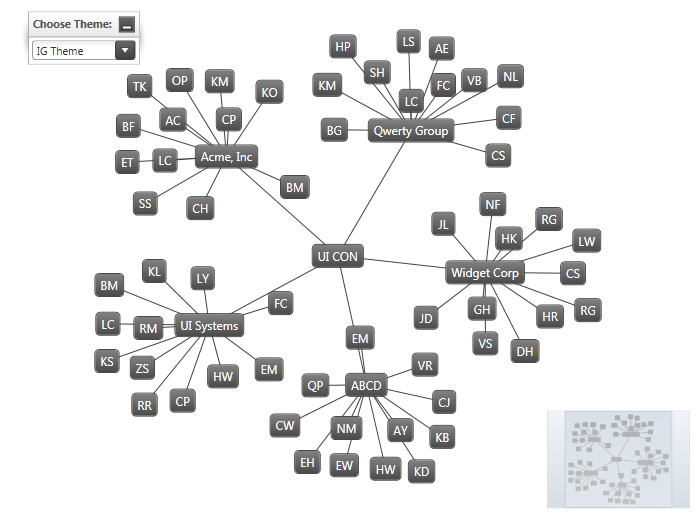 Choose Theme:
IG Theme
TK
OP
KM
KO
BF
AC
CP
ET
LC
Acme, Inc
SS
CH
BM
HP
LS
AE
KM
SH
FC
VB
NL
LC
BG
Qwerty Group
CF
CS
UI CON
NF
JL
RG
HK
LW
Widget Corp
CS
JD
GH
HR
RG
VS
DH
BM
KL
LY
FC
LC
RM
UI Systems
KS
ZS
HW
EM
RR
CP
EM
VR
QP
ABCD
CJ
CW
NM
AY
KB
EH
EW
HW
KD